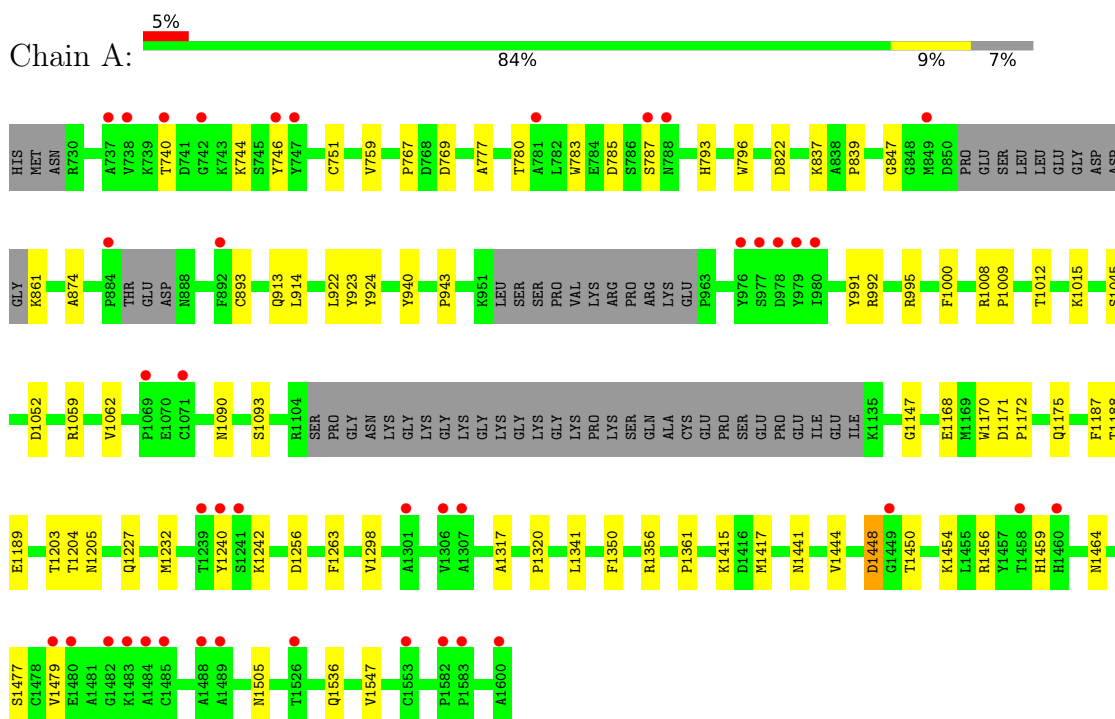 5%
Chain A:
84% 9% 7%
HIS MET ASN R730 A737 V738 K739 T740 D741 G742 K743 K744 S745 Y746 Y747 C751 V759 P767 D768 D769 A777 T780 A781 L782 W783 E784 D785 S786 S787 N788 H793 W796 D822 K837 A838 P839 G847 G848 M849 D850 PRO GLU SER LEU LEU GLU GLY ASP ASP
GLY K861 A874 P884 THR GLU ASP N888 F892 C893 Q913 L914 L922 Y923 Y924 Y940 P943 K951 LEU SER SER PRO VAL LYS ARG PRO ARG LYS GLU P963 Y976 S977 D978 Y979 I980 Y991 R992 R995 F1000 R1008 P1009 T1012 K1015 S1045
D1052 R1059 V1062 P1069 E1070 C1071 N1090 S1093 R1104 SER PRO GLY ASN LYS GLY LYS GLY LYS GLY LYS GLY LYS GLY LYS PRO LYS SER GLN ALA CYS GLU PRO SER GLU PRO GLU ILE GLU ILE K1135 G1147 E1168 M1169 W1170 D1171 P1172 Q1175 F1187 T1188
E1189 T1203 T1204 N1205 Q1227 M1232 T1239 Y1240 S1241 K1242 D1256 F1263 V1298 A1301 V1306 A1307 A1317 P1320 L1341 F1350 R1356 P1361 K1415 D1416 M1417 N1441 V1444 D1448 G1449 T1450 K1454 L1455 R1456 Y1457 T1458 H1459 H1460 N1464
S1477 C1478 V1479 E1480 A1481 G1482 K1483 A1484 C1485 A1488 A1489 N1505 T1526 Q1536 V1547 C1553 P1582 P1583 A1600